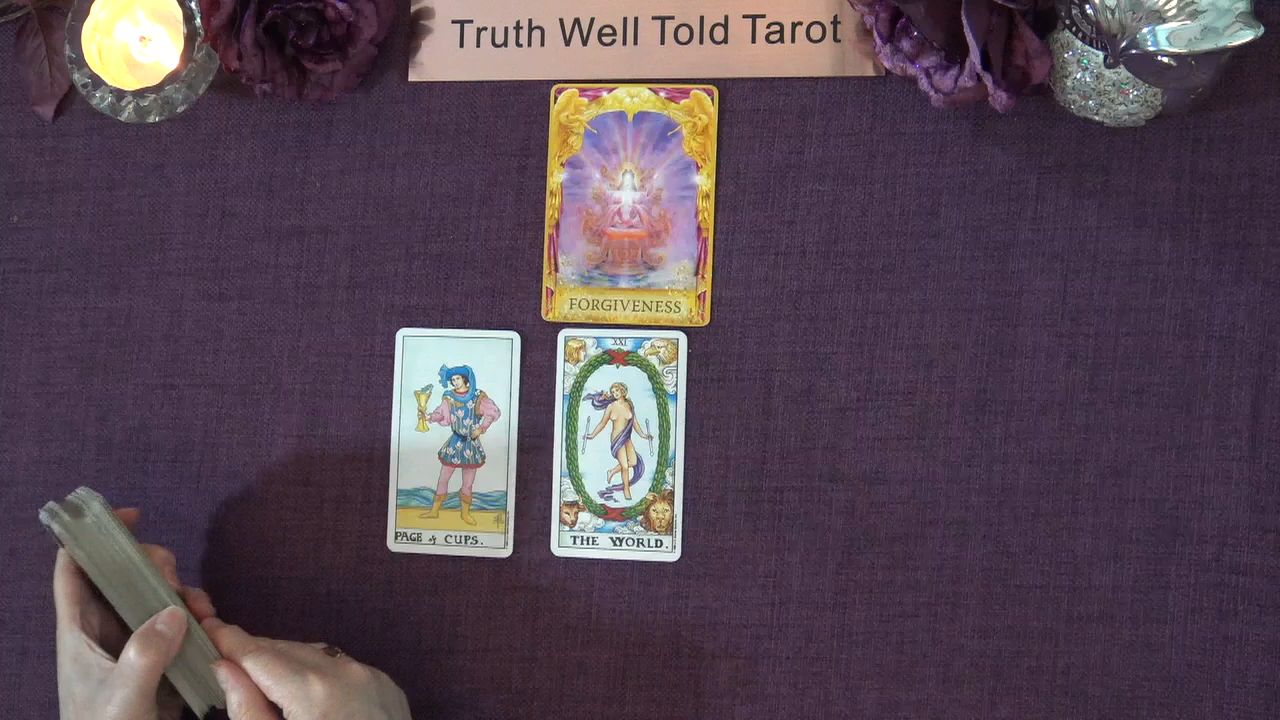 Truth Well Told Tarot
FORGIVENESS
XXI
PAGE of CUPS.
THE WORLD.